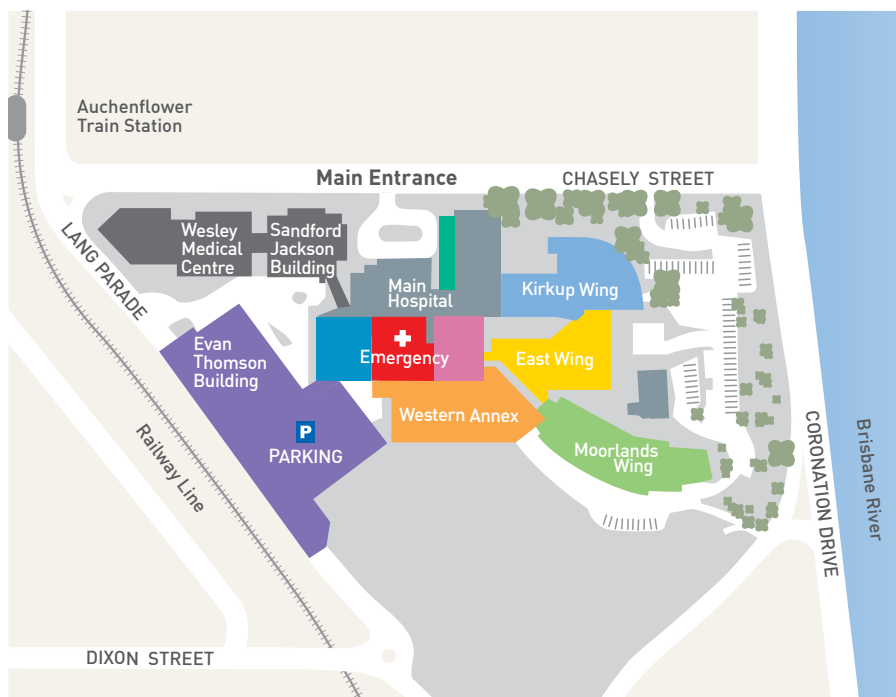 Auchenflower
Train Station
Main Entrance
CHASELY STREET
LANG PARADE
Wesley
Medical
Centre
Sandford
Jackson
Building
Main
Hospital
Kirkup Wing
Evan
Thomson
Building
Emergency
East Wing
Western Annex
P
PARKING
Moorlands
Wing
Railway Line
CORONATION DRIVE
Brisbane River
DIXON STREET